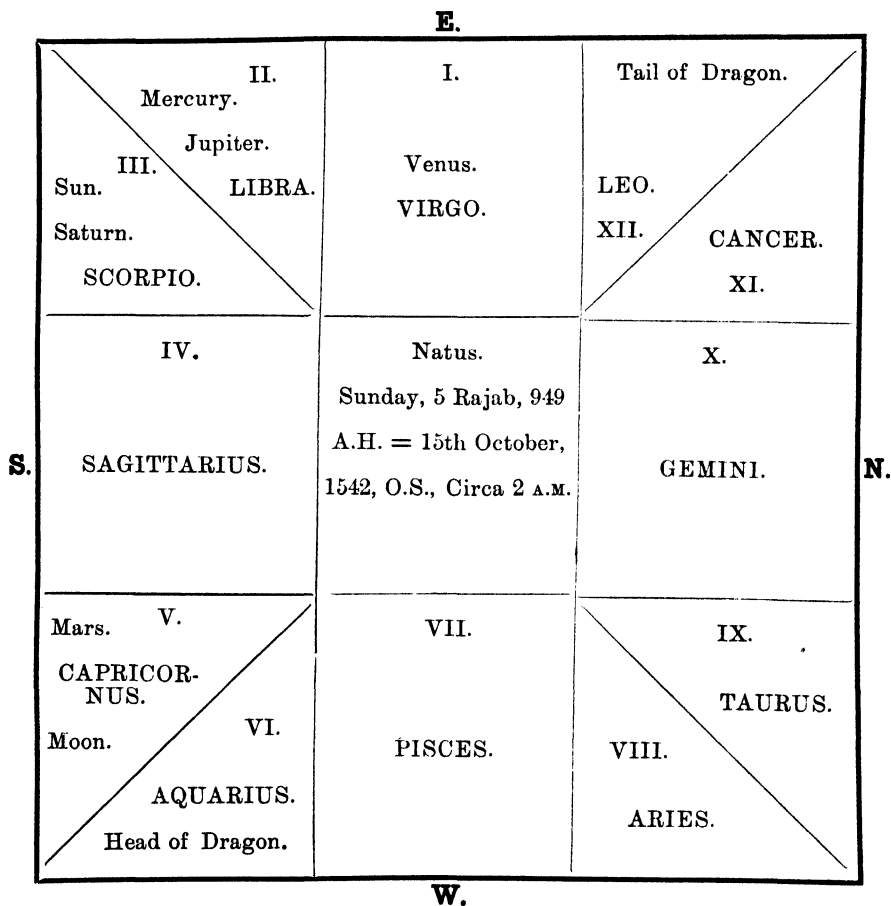 E.
II.
Mercury.
Jupiter.
LIBRA.
III.
Sun.
Saturn.
SCORPIO.
I.
Venus.
VIRGO.
Tail of Dragon.
LEO.
XII.
CANCER.
XI.
S.
IV.
SAGITTARIUS.
Natus.
Sunday, 5 Rajab, 949
A.H. = 15th October,
1542, O.S., Circa 2 A.M.
X.
GEMINI.
N.
V.
Mars.
CAPRICOR-
NUS.
Moon.
VI.
AQUARIUS.
Head of Dragon.
VII.
PISCES.
IX.
TAURUS.
VIII.
ARIES.
W.